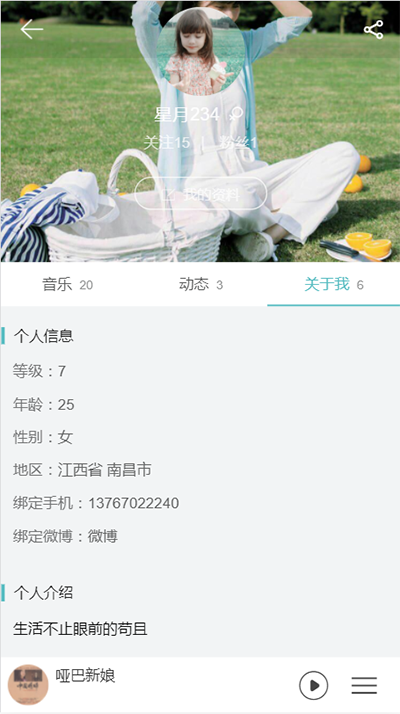 星月234
关注15 | 粉丝1
我的资料
音乐 20 动态 3 关于我 6
个人信息
等级：7
年龄：25
性别：女
地区：江西省 南昌市
绑定手机：13767022240
绑定微博：微博
个人介绍
生活不止眼前的苟且
哑巴新娘